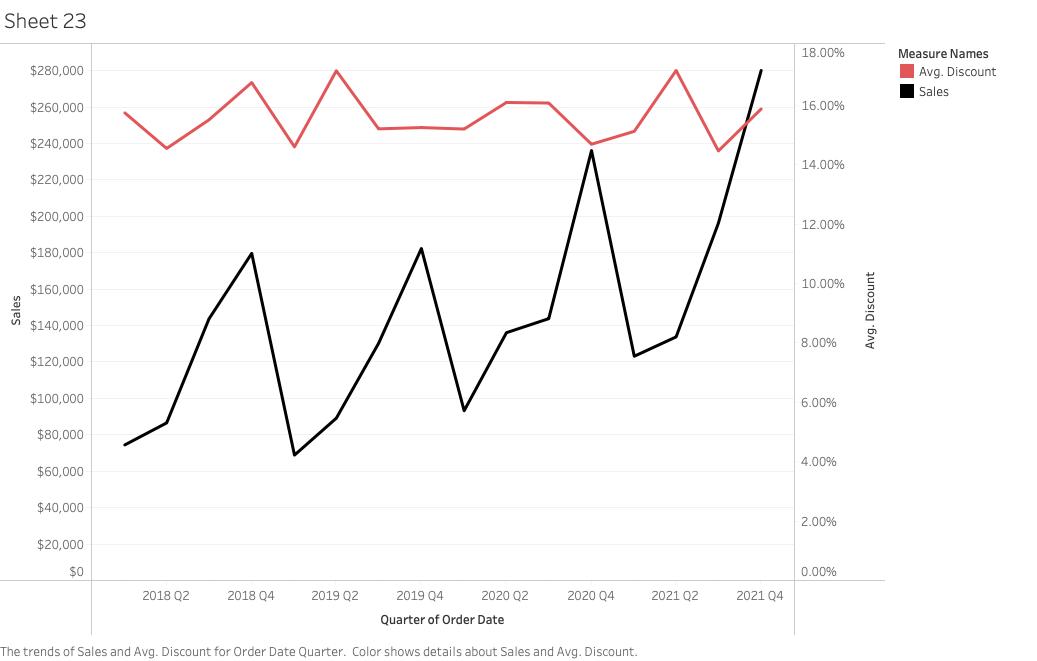 Sheet 23
$280,000
$260,000
$240,000
$220,000
$200,000
$180,000
$160,000
$140,000
$120,000
$100,000
$80,000
$60,000
$40,000
$20,000
$0
Sales
18.00%
16.00%
14.00%
12.00%
10.00%
8.00%
6.00%
4.00%
2.00%
0.00%
Avg. Discount
2018 Q2
2018 Q4
2019 Q2
2019 Q4
2020 Q2
2020 Q4
2021 Q2
2021 Q4
Quarter of Order Date
Measure Names
Avg. Discount
Sales
The trends of Sales and Avg. Discount for Order Date Quarter.  Color shows details about Sales and Avg. Discount.